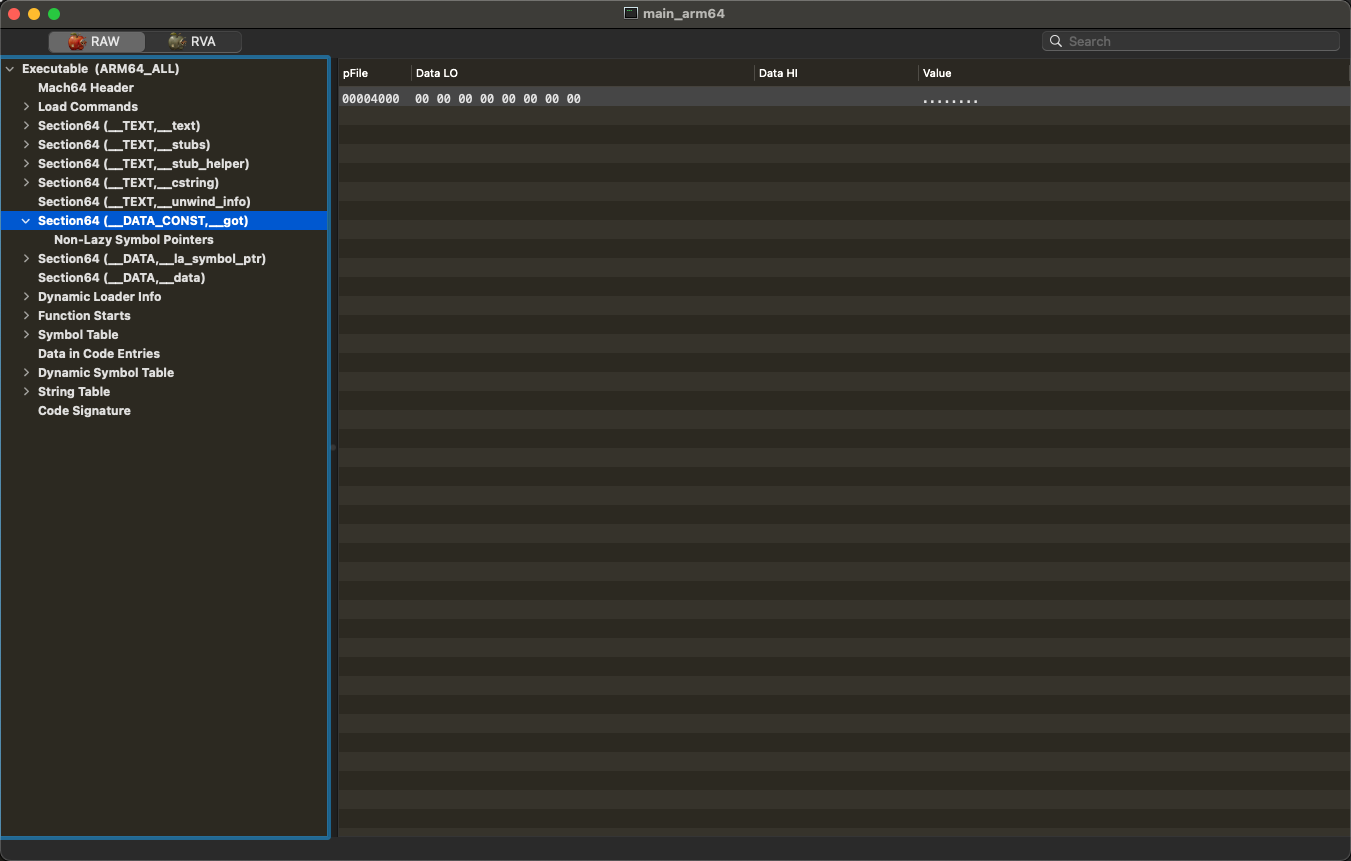 main_arm64
RAW RVA Search
Executable (ARM64_ALL)
Mach64 Header
Load Commands
Section64 (__TEXT,__text)
Section64 (__TEXT,__stubs)
Section64 (__TEXT,__stub_helper)
Section64 (__TEXT,__cstring)
Section64 (__TEXT,__unwind_info)
Section64 (__DATA_CONST,__got)
Non-Lazy Symbol Pointers
Section64 (__DATA,__la_symbol_ptr)
Section64 (__DATA,__data)
Dynamic Loader Info
Function Starts
Symbol Table
Data in Code Entries
Dynamic Symbol Table
String Table
Code Signature
pFile Data LO Data HI Value
00004000 00 00 00 00 00 00 00 00 ........